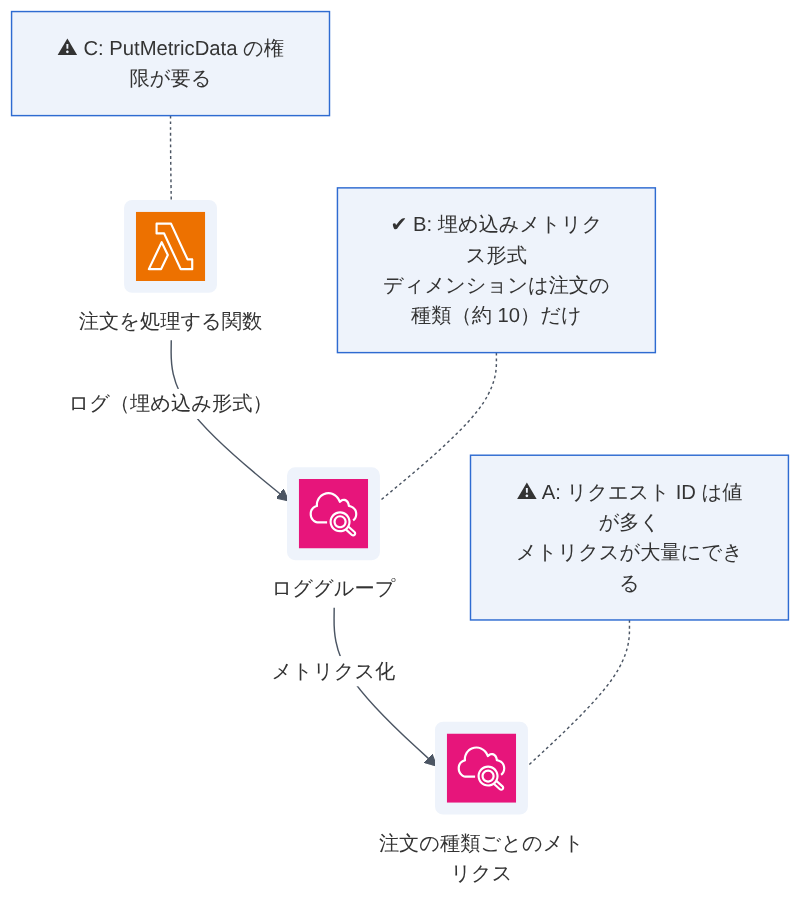 ⚠ C: PutMetricData の権
限が要る
注文を処理する関数
✔ B: 埋め込みメトリク
ス形式
ディメンションは注文の
種類（約 10）だけ
ログ（埋め込み形式）
⚠ A: リクエスト ID は値
が多く
メトリクスが大量にでき
る
ロググループ
メトリクス化
注文の種類ごとのメト
リクス